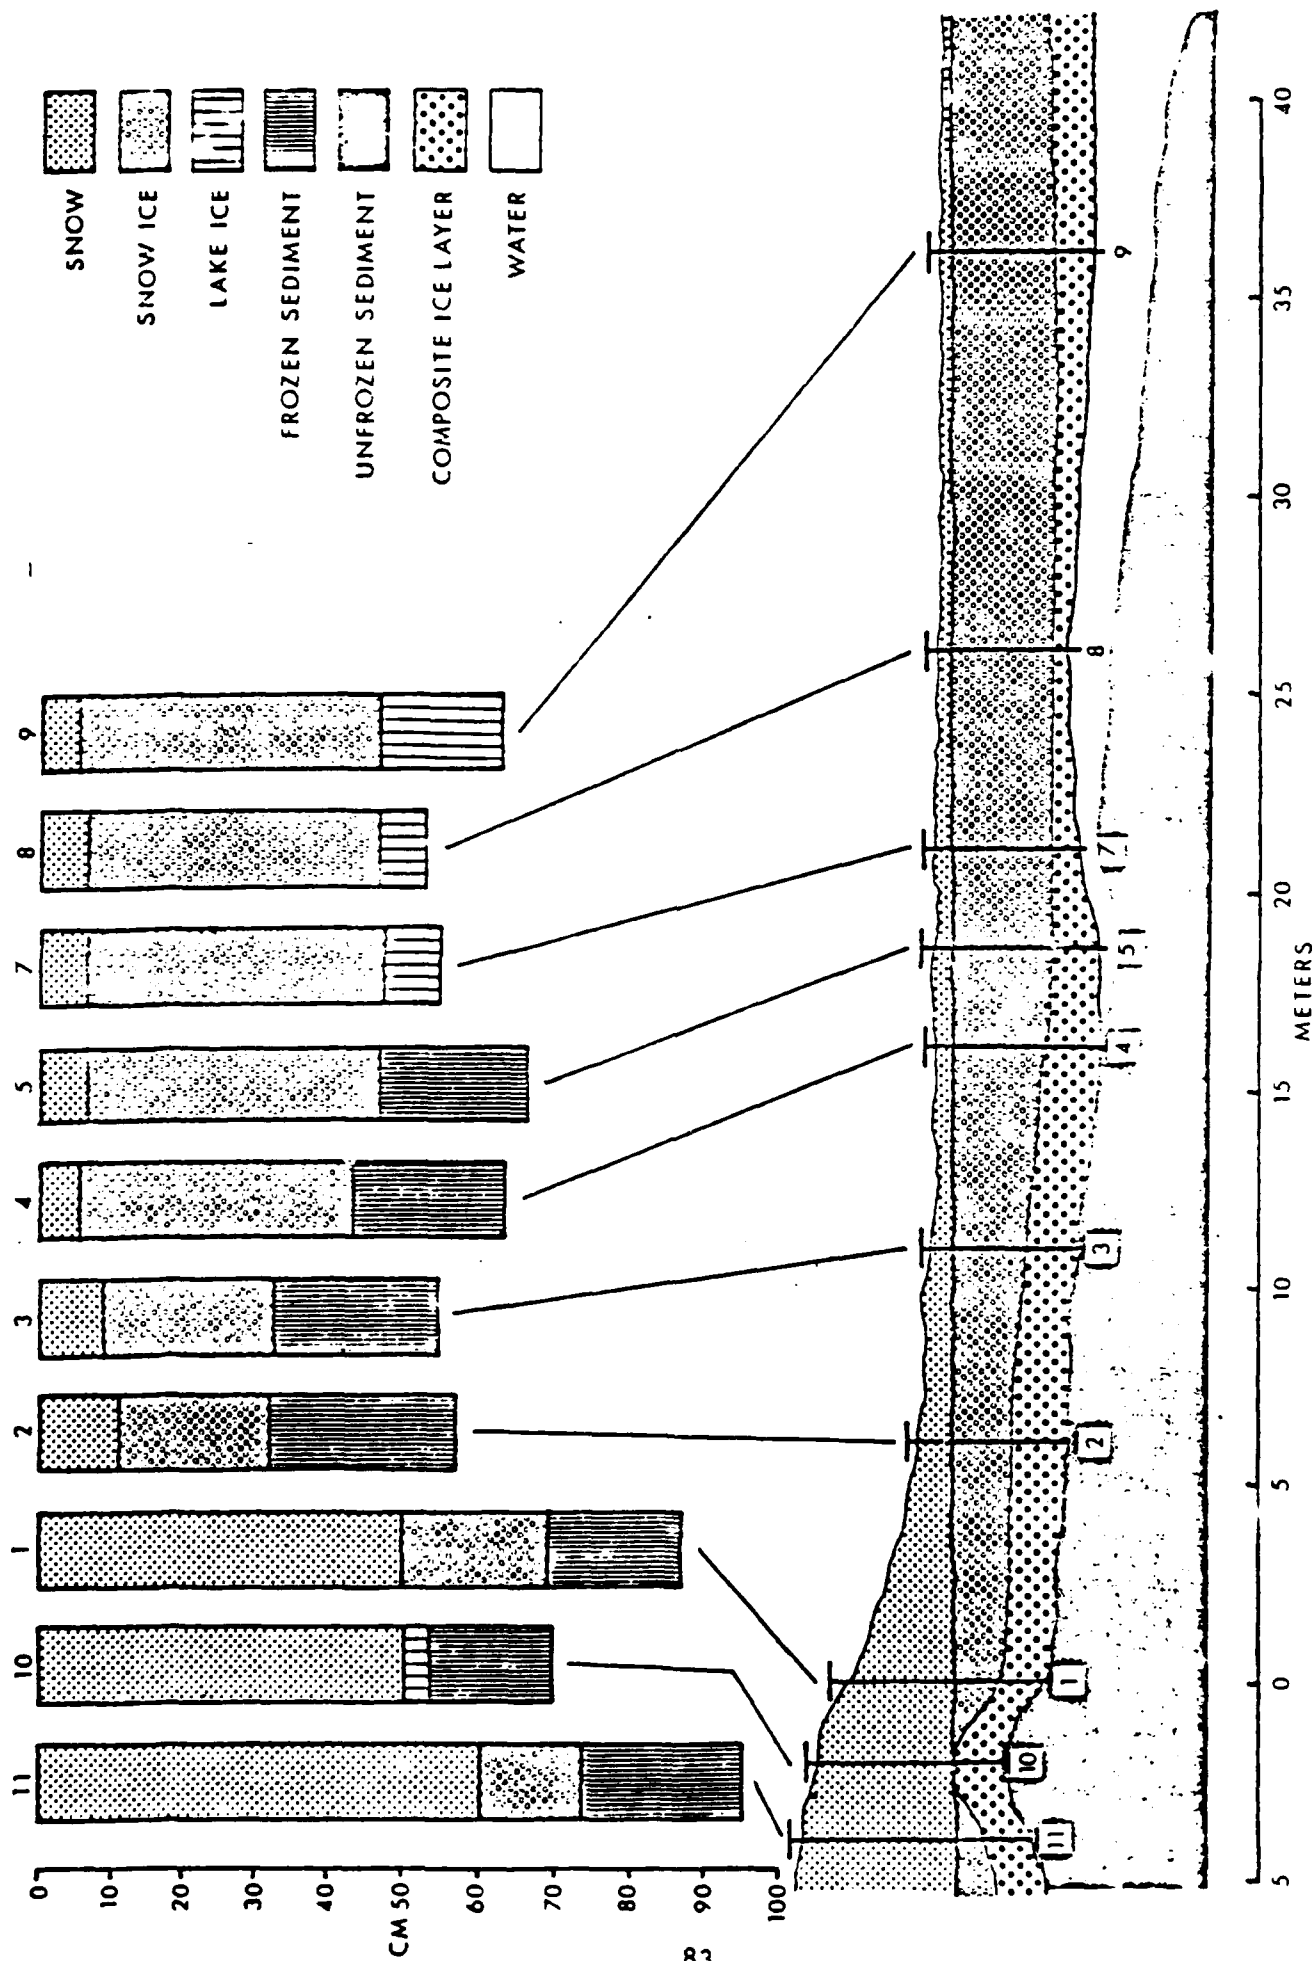 11 10 1 2 3 4 5 7 8 9
0
10
20
30
40
CM 50
60
70
80
90
100
SNOW
SNOW ICE
LAKE ICE
FROZEN SEDIMENT
UNFROZEN SEDIMENT
COMPOSITE ICE LAYER
WATER
11 10 1 2 3 4 5 7 8 9
5 0 5 10 15 20 25 30 35 40
METERS
83